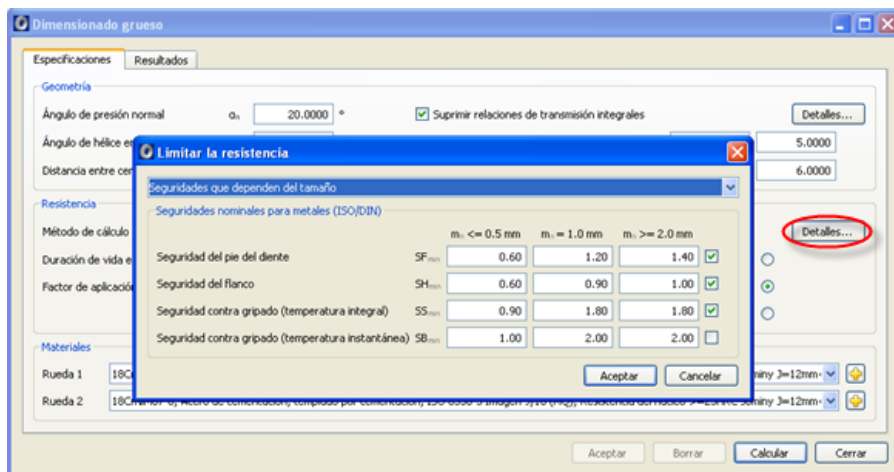 Dimensionado grueso
Especificaciones Resultados
Geometría
Ángulo de presión normal αn 20.0000 ° Suprimir relaciones de transmisión integrales Detalles...
Ángulo de hélice en 5.0000
Distancia entre cen 6.0000
Limitar la resistencia
Seguridades que dependen del tamaño
Seguridades nominales para metales (ISO/DIN)
mn <= 0.5 mm mn = 1.0 mm mn >= 2.0 mm
Seguridad del pie del diente SFmin 0.60 1.20 1.40
Seguridad del flanco SHmin 0.60 0.90 1.00
Seguridad contra gripado (temperatura integral) SSmin 0.90 1.80 1.80
Seguridad contra gripado (temperatura instantánea) SBmin 1.00 2.00 2.00
Aceptar Cancelar
Resistencia
Método de cálculo Detalles...
Duración de vida e
Factor de aplicación
Materiales
Rueda 1 18C J=12mm
Rueda 2 J=12mm
Aceptar Borrar Calcular Cerrar